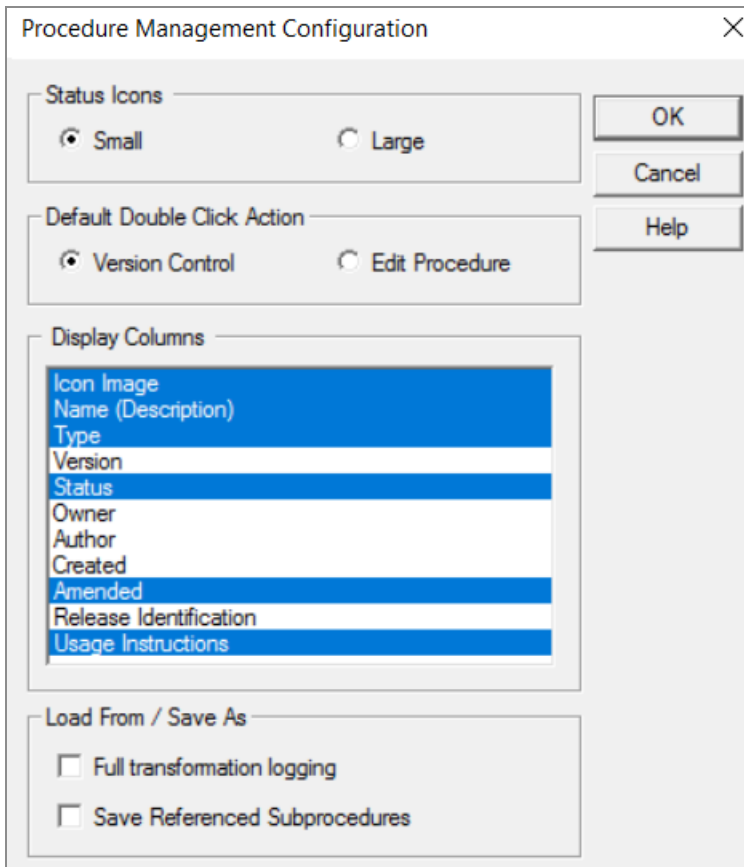 Procedure Management Configuration
Status Icons
Small Large
OK
Cancel
Default Double Click Action
Help
Version Control Edit Procedure
Display Columns
Icon Image
Name (Description)
Type
Version
Status
Owner
Author
Created
Amended
Release Identification
Usage Instructions
Load From / Save As
Full transformation logging
Save Referenced Subprocedures